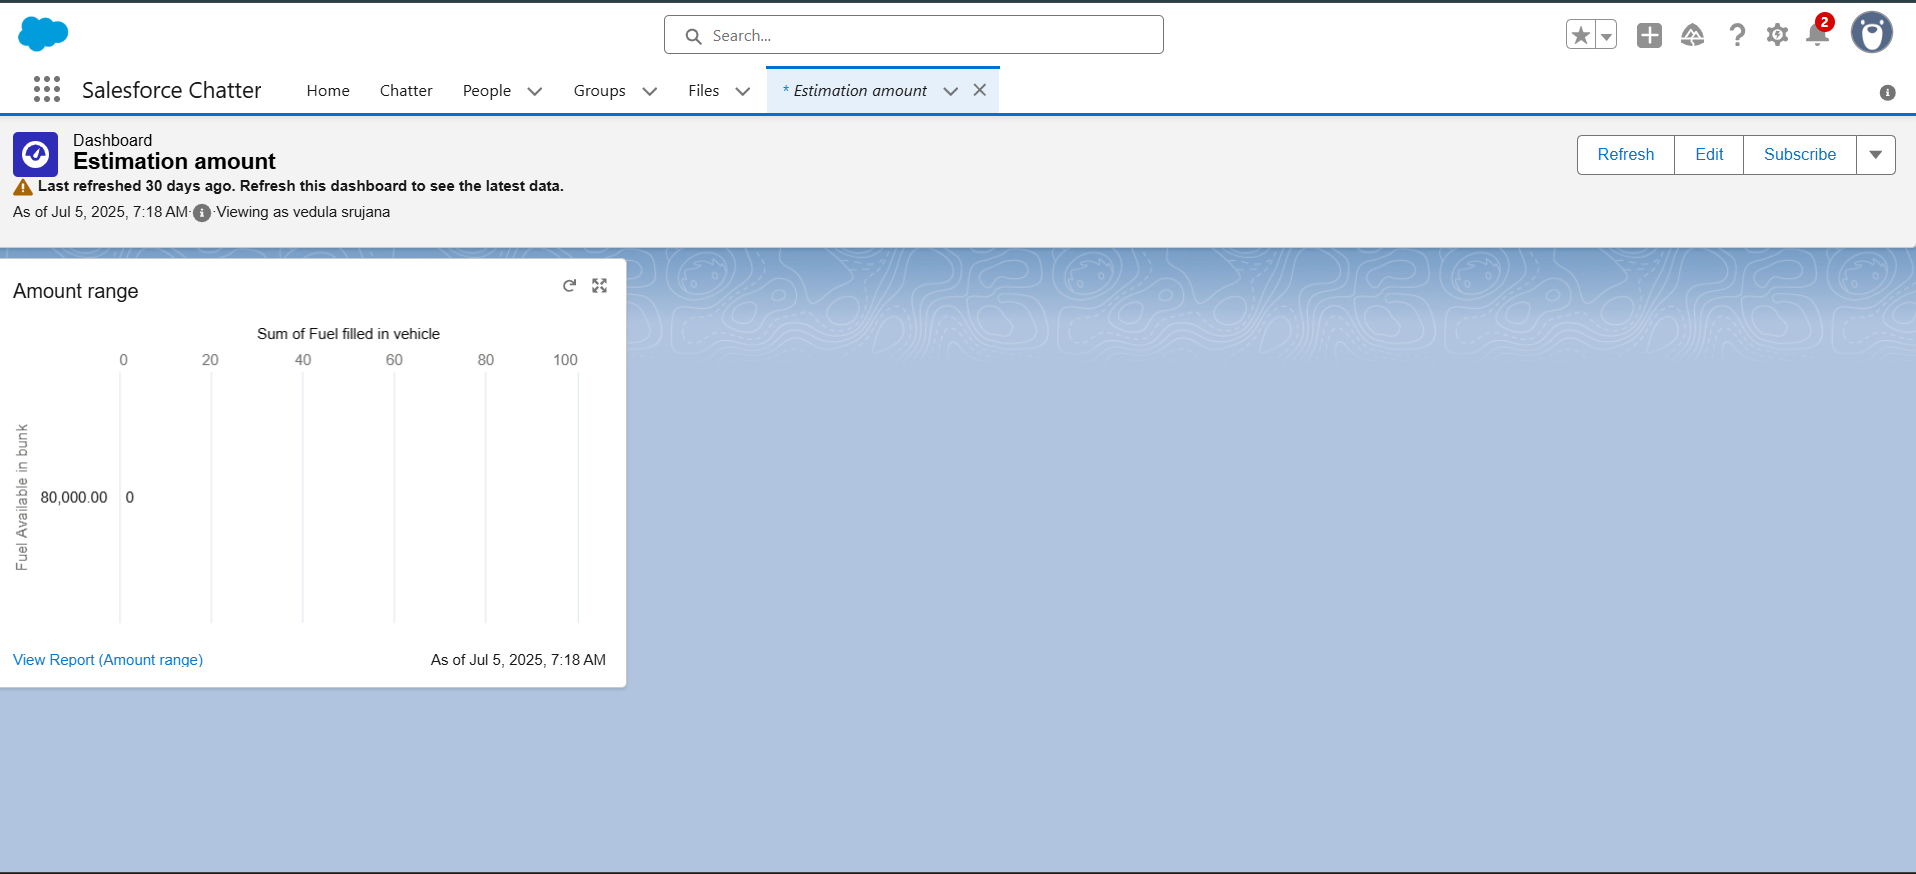 Search...
2
Salesforce Chatter
Home
Chatter
People
Groups
Files
* Estimation amount
Dashboard
Estimation amount
Last refreshed 30 days ago. Refresh this dashboard to see the latest data.
As of Jul 5, 2025, 7:18 AM·Viewing as vedula srujana
Refresh
Edit
Subscribe
Amount range
Sum of Fuel filled in vehicle
0 20 40 60 80 100
Fuel Available in bunk
80,000.00 0
View Report (Amount range)
As of Jul 5, 2025, 7:18 AM